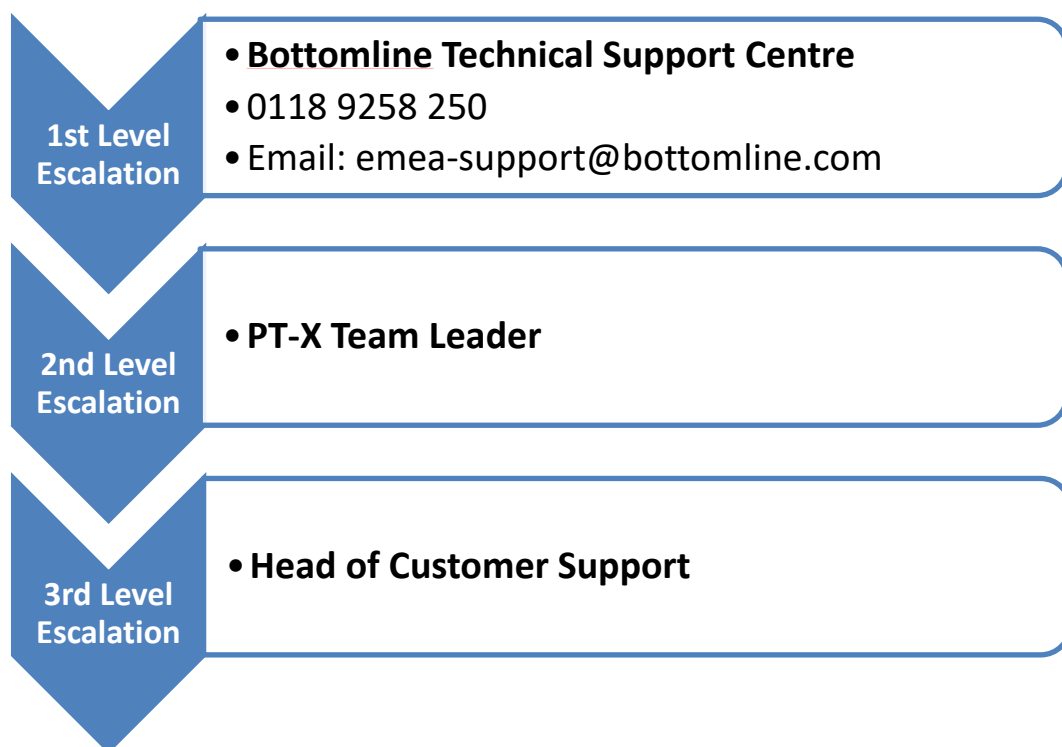 1st Level
Escalation
• Bottomline Technical Support Centre
• 0118 9258 250
• Email: emea-support@bottomline.com
2nd Level
Escalation
• PT-X Team Leader
3rd Level
Escalation
• Head of Customer Support